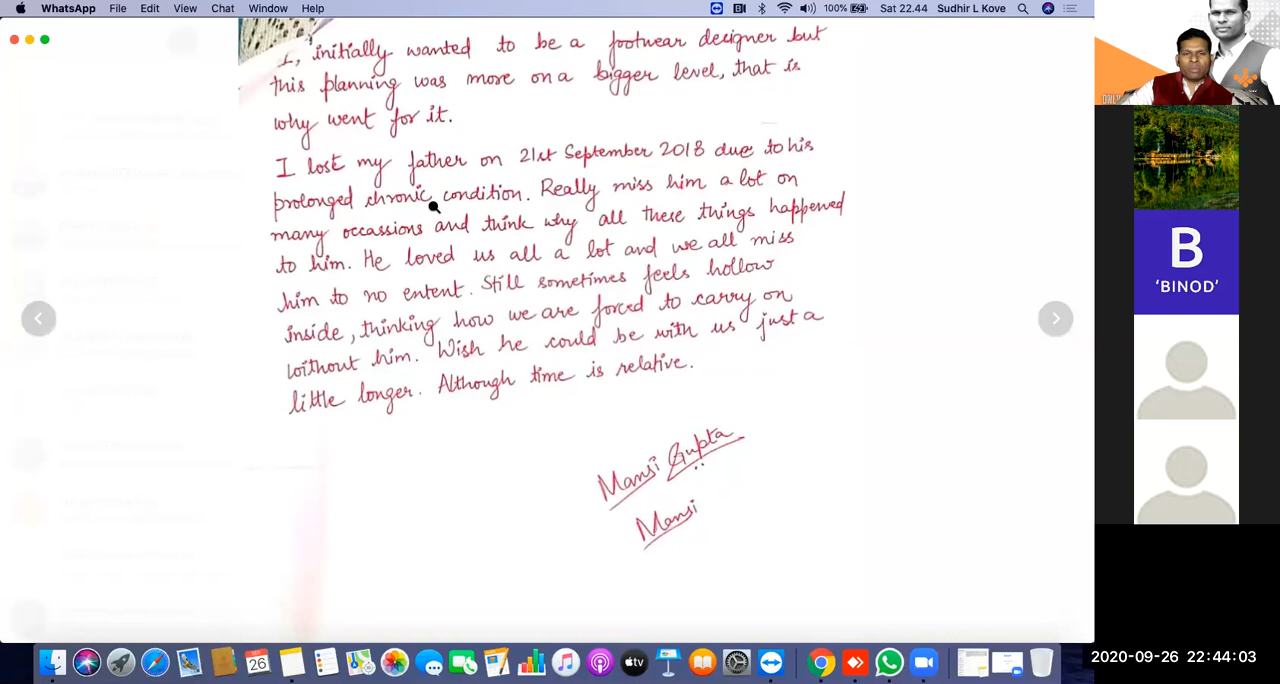 WhatsApp File Edit View Chat Window Help
100% Sat 22.44 Sudhir L Kove
I, initially wanted to be a footwear designer but
this planning was more on a bigger level, that is
why went for it.
I lost my father on 21st September 2018 due to his
prolonged chronic condition. Really miss him a lot on
many occassions and think why all these things happened
to him. He loved us all a lot and we all miss
him to no entent. Still sometimes feels hollow
inside, thinking how we are forced to carry on
without him. Wish he could be with us just a
little longer. Although time is relative.
Mansi Gupta
Mansi
B
'BINOD'
SEP
26
tv
2020-09-26 22:44:03